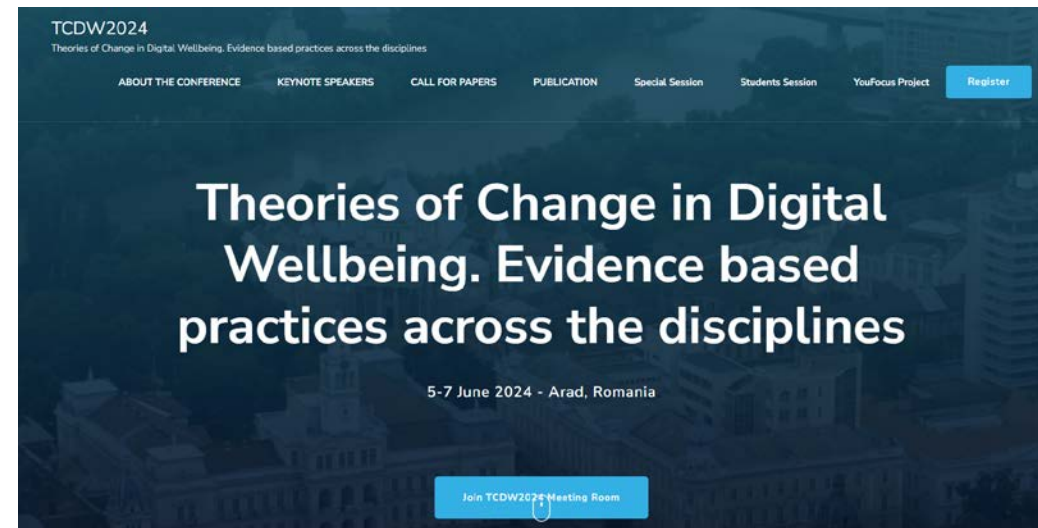 TCDW2024
Theories of Change in Digital Wellbeing. Evidence based practices across the disciplines
ABOUT THE CONFERENCE KEYNOTE SPEAKERS CALL FOR PAPERS PUBLICATION Special Session Students Session YouFocus Project Register
Theories of Change in Digital
Wellbeing. Evidence based
practices across the disciplines
5-7 June 2024 - Arad, Romania
Join TCDW2024 Meeting Room